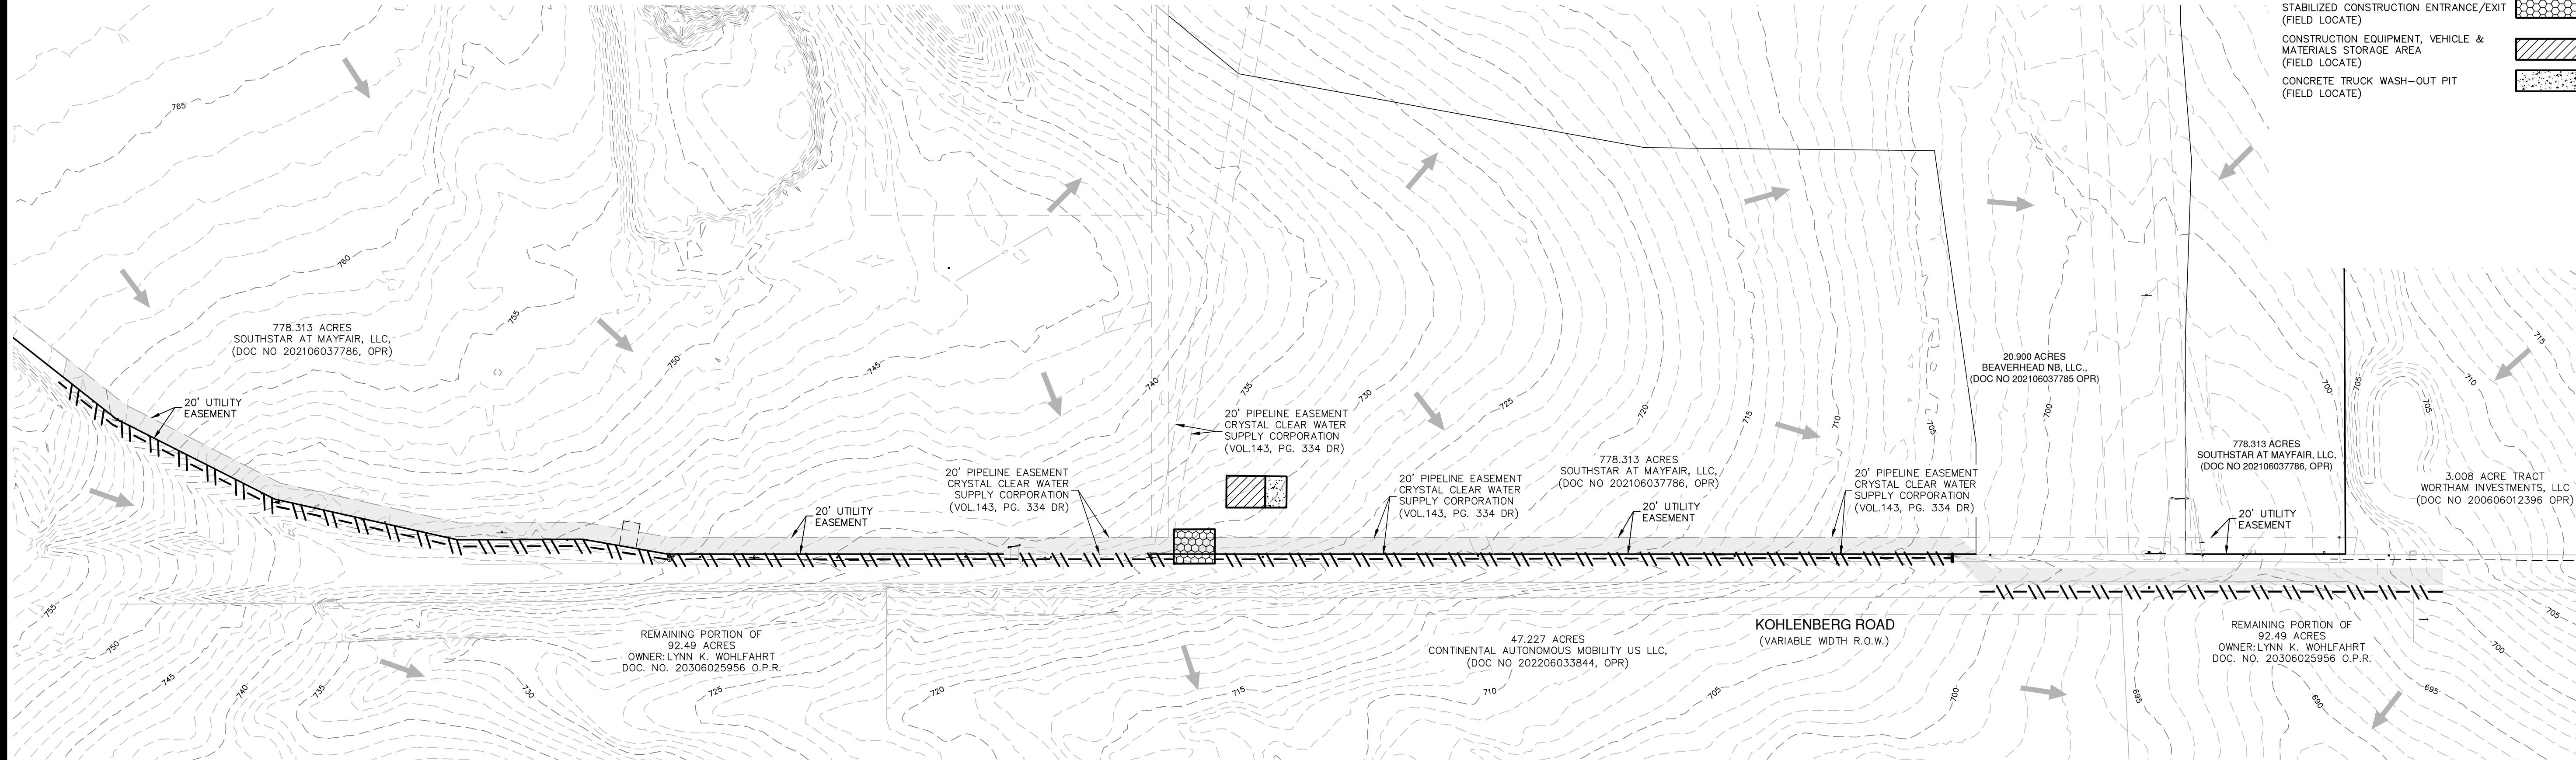 STABILIZED CONSTRUCTION ENTRANCE/EXIT
(FIELD LOCATE)
CONSTRUCTION EQUIPMENT, VEHICLE &
MATERIALS STORAGE AREA
(FIELD LOCATE)
CONCRETE TRUCK WASH-OUT PIT
(FIELD LOCATE)
765
760
755
750
745
740
735
730
725
720
715
710
705
700
700
705
705
710
715
778.313 ACRES
SOUTHSTAR AT MAYFAIR, LLC,
(DOC NO 202106037786, OPR)
20' UTILITY
EASEMENT
20' UTILITY
EASEMENT
20' PIPELINE EASEMENT
CRYSTAL CLEAR WATER
SUPPLY CORPORATION
(VOL.143, PG. 334 DR)
20' PIPELINE EASEMENT
CRYSTAL CLEAR WATER
SUPPLY CORPORATION
(VOL.143, PG. 334 DR)
20' PIPELINE EASEMENT
CRYSTAL CLEAR WATER
SUPPLY CORPORATION
(VOL.143, PG. 334 DR)
778.313 ACRES
SOUTHSTAR AT MAYFAIR, LLC,
(DOC NO 202106037786, OPR)
20' UTILITY
EASEMENT
20' PIPELINE EASEMENT
CRYSTAL CLEAR WATER
SUPPLY CORPORATION
(VOL.143, PG. 334 DR)
20.900 ACRES
BEAVERHEAD NB, LLC.,
(DOC NO 202106037785 OPR)
778.313 ACRES
SOUTHSTAR AT MAYFAIR, LLC,
(DOC NO 202106037786, OPR)
20' UTILITY
EASEMENT
3.008 ACRE TRACT
WORTHAM INVESTMENTS, LLC
(DOC NO 200606012396 OPR)
755
750
745
740
735
730
725
720
715
710
705
700
695
690
695
700
705
REMAINING PORTION OF
92.49 ACRES
OWNER: LYNN K. WOHLFAHRT
DOC. NO. 20306025956 O.P.R.
47.227 ACRES
CONTINENTAL AUTONOMOUS MOBILITY US LLC,
(DOC NO 202206033844, OPR)
KOHLENBERG ROAD
(VARIABLE WIDTH R.O.W.)
REMAINING PORTION OF
92.49 ACRES
OWNER: LYNN K. WOHLFAHRT
DOC. NO. 20306025956 O.P.R.